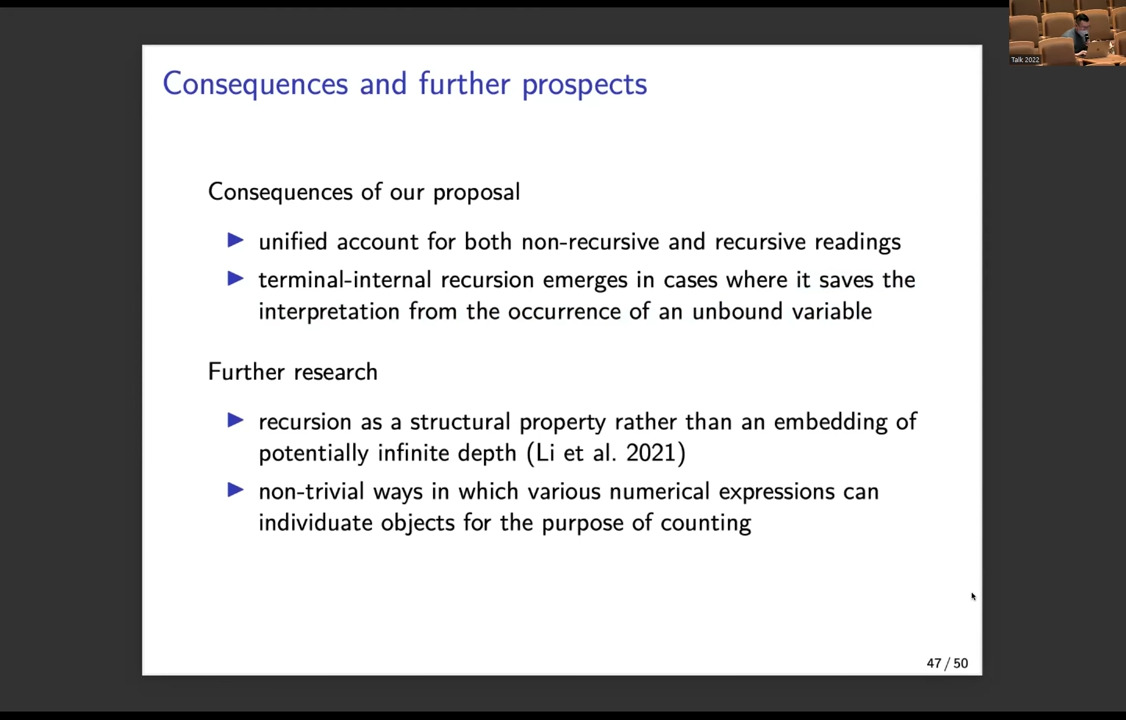 Talk 2022
Consequences and further prospects
Consequences of our proposal
▶ unified account for both non-recursive and recursive readings
▶ terminal-internal recursion emerges in cases where it saves the
interpretation from the occurrence of an unbound variable
Further research
▶ recursion as a structural property rather than an embedding of
potentially infinite depth (Li et al. 2021)
▶ non-trivial ways in which various numerical expressions can
individuate objects for the purpose of counting
47 / 50